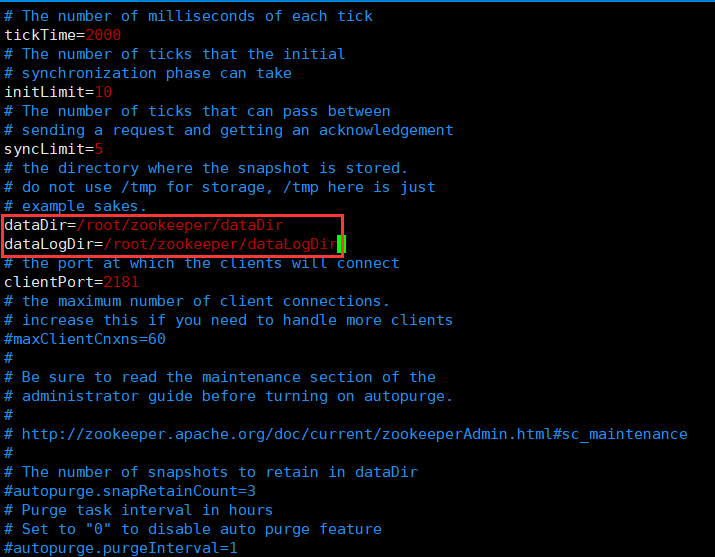 # The number of milliseconds of each tick
tickTime=2000
# The number of ticks that the initial
# synchronization phase can take
initLimit=10
# The number of ticks that can pass between
# sending a request and getting an acknowledgement
syncLimit=5
# the directory where the snapshot is stored.
# do not use /tmp for storage, /tmp here is just
# example sakes.
dataDir=/root/zookeeper/dataDir
dataLogDir=/root/zookeeper/dataLogDir
# the port at which the clients will connect
clientPort=2181
# the maximum number of client connections.
# increase this if you need to handle more clients
#maxClientCnxns=60
#
# Be sure to read the maintenance section of the
# administrator guide before turning on autopurge.
#
# http://zookeeper.apache.org/doc/current/zookeeperAdmin.html#sc_maintenance
#
# The number of snapshots to retain in dataDir
#autopurge.snapRetainCount=3
# Purge task interval in hours
# Set to "0" to disable auto purge feature
#autopurge.purgeInterval=1